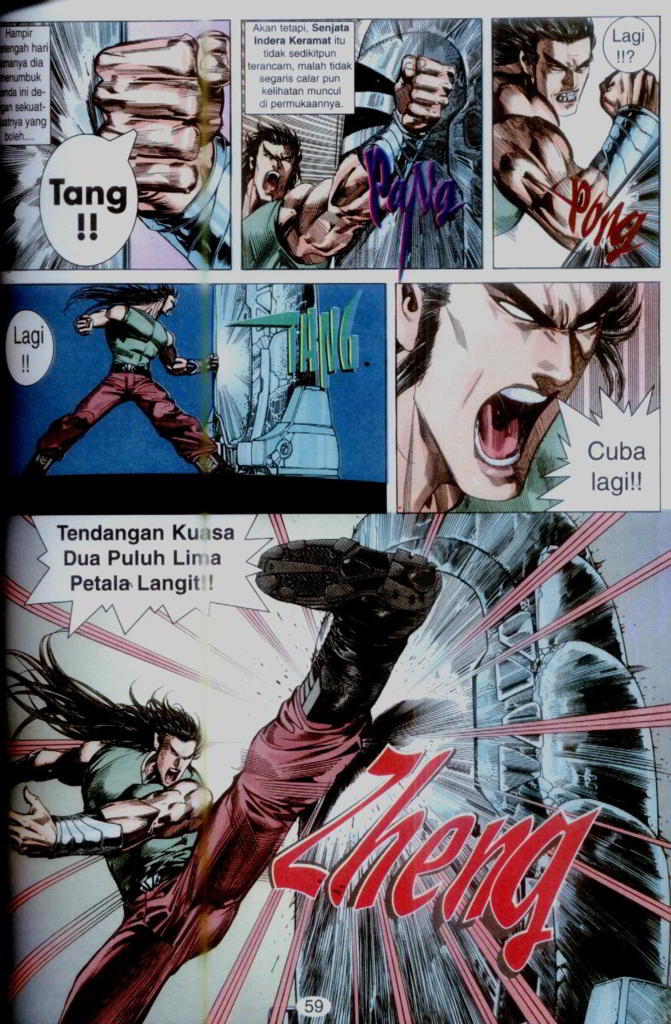 Hampir
setengah hari
lamanya dia
menumbuk
benda ini de-
ngan sekuat-
kuatnya yang
boleh....
Tang
!!
Akan tetapi, Senjata
Indera Keramat itu
tidak sedikitpun
terancam, malah tidak
segaris calar pun
kelihatan muncul
di permukaannya.
Pang
Lagi
!!?
Pong
Lagi
!!
TANG
Cuba
lagi!!
Tendangan Kuasa
Dua Puluh Lima
Petala Langit!!
Zheng
59